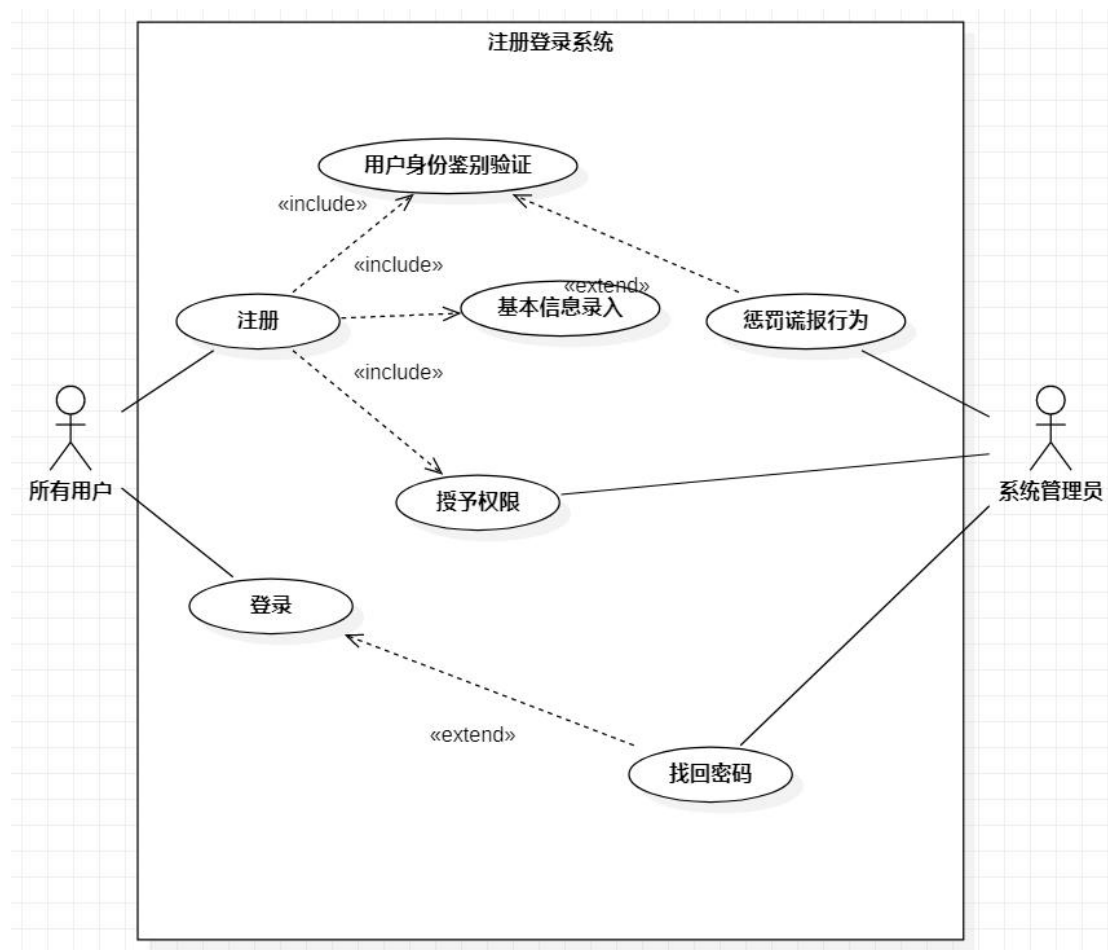 注册登录系统
用户身份鉴别验证
«include»
«include»
«extend»
基本信息录入
注册
惩罚谎报行为
«include»
所有用户
授予权限
系统管理员
登录
«extend»
找回密码